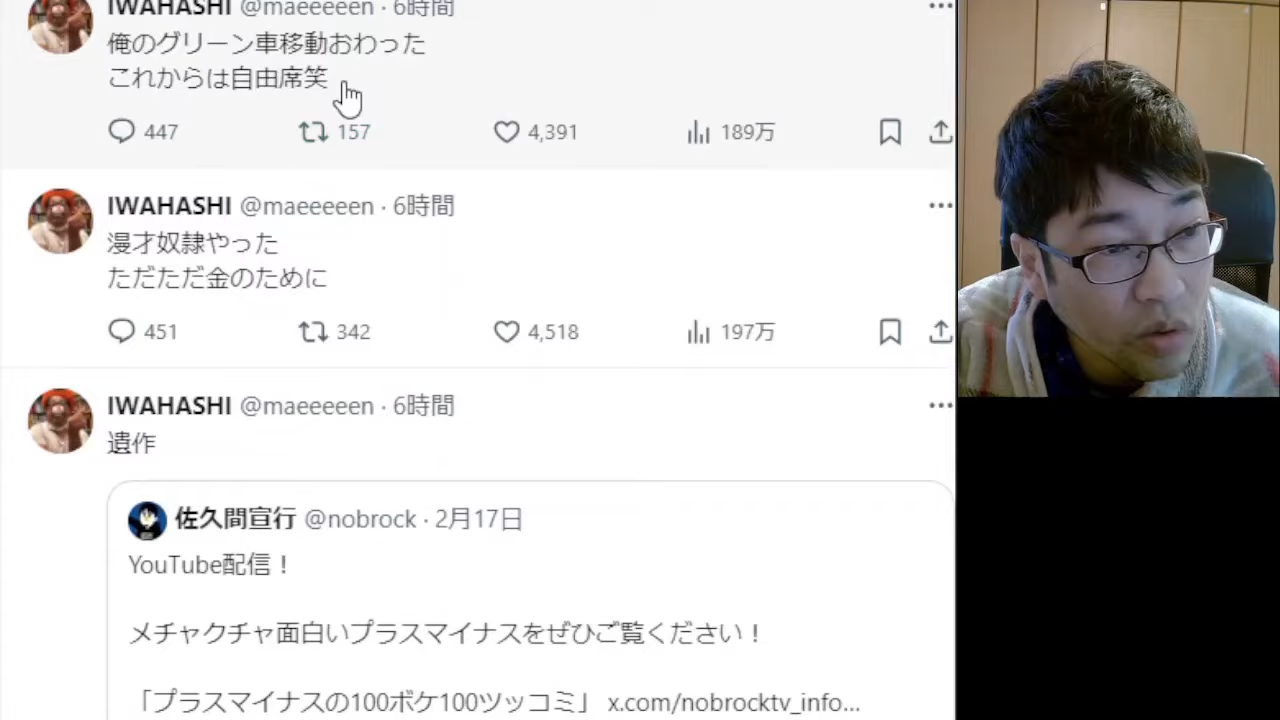 IWAHASHI @maeeeeen · 6時間
俺のグリーン車移動おわった
これからは自由席笑
447 157 4,391 189万
IWAHASHI @maeeeeen · 6時間
漫才奴隷やった
ただただ金のために
451 342 4,518 197万
IWAHASHI @maeeeeen · 6時間
遺作
佐久間宣行 @nobrock · 2月17日
YouTube配信！
メチャクチャ面白いプラスマイナスをぜひご覧ください！
「プラスマイナスの100ボケ100ツッコミ」 x.com/nobrocktv_info...